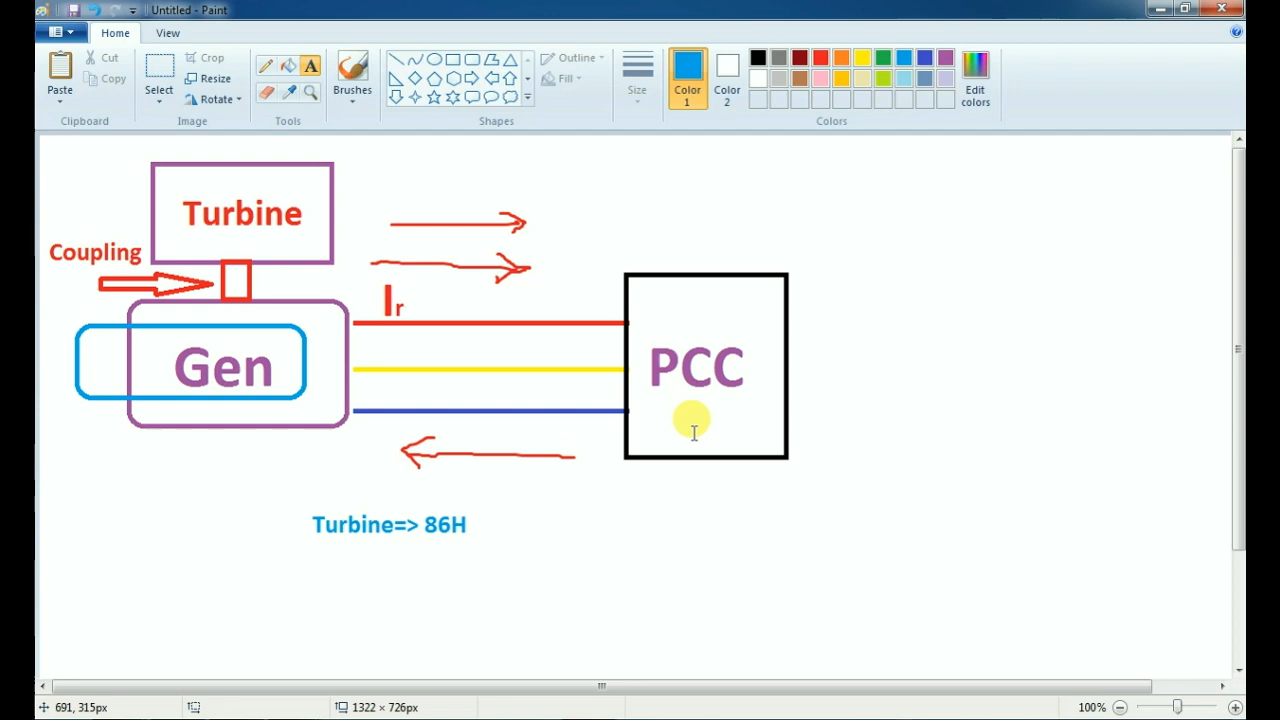 Untitled - Paint
Home
View
Paste
Cut
Copy
Clipboard
Select
Crop
Resize
Rotate
Image
A
Tools
Brushes
Outline
Fill
Shapes
Size
Color 1
Color 2
Edit colors
Colors
Turbine
Coupling
Ir
Gen
PCC
Turbine=> 86H
691, 315px
1322 × 726px
100%